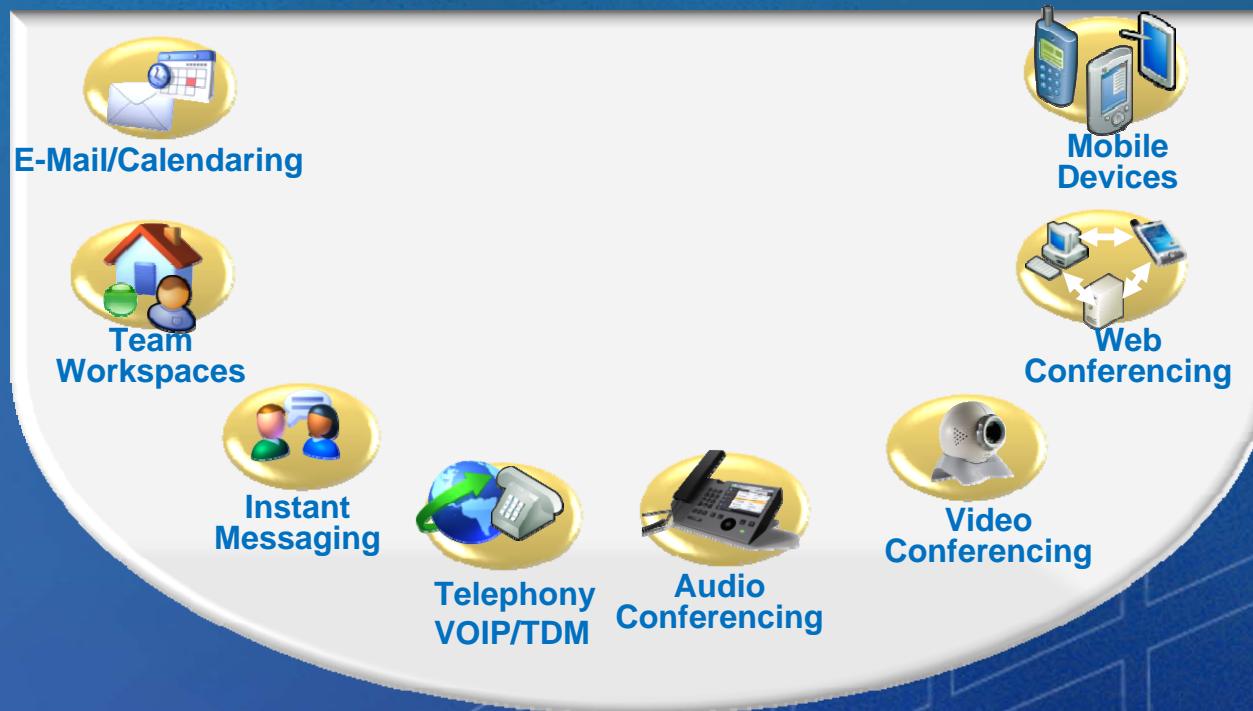 E-Mail/Calendaring
Mobile
Devices
Team
Workspaces
Web
Conferencing
Instant
Messaging
Video
Conferencing
Telephony
VOIP/TDM
Audio
Conferencing